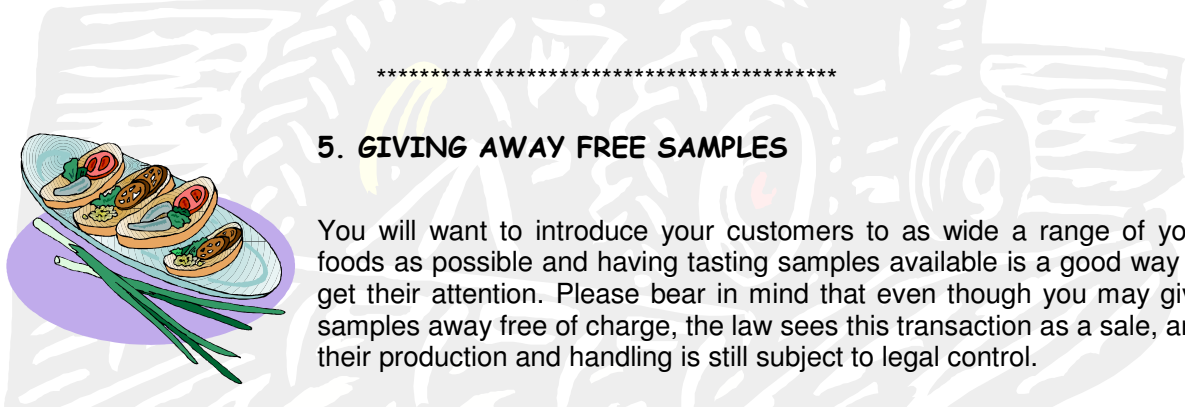 *******************************************
5. GIVING AWAY FREE SAMPLES
You will want to introduce your customers to as wide a range of yo
foods as possible and having tasting samples available is a good way
get their attention. Please bear in mind that even though you may giv
samples away free of charge, the law sees this transaction as a sale, an
their production and handling is still subject to legal control.